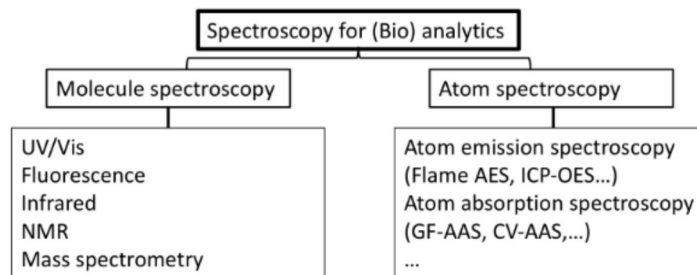 Spectroscopy for (Bio) analytics
Molecule spectroscopy
Atom spectroscopy
UV/Vis
Fluorescence
Infrared
NMR
Mass spectrometry
Atom emission spectroscopy
(Flame AES, ICP-OES...)
Atom absorption spectroscopy
(GF-AAS, CV-AAS,...)
...